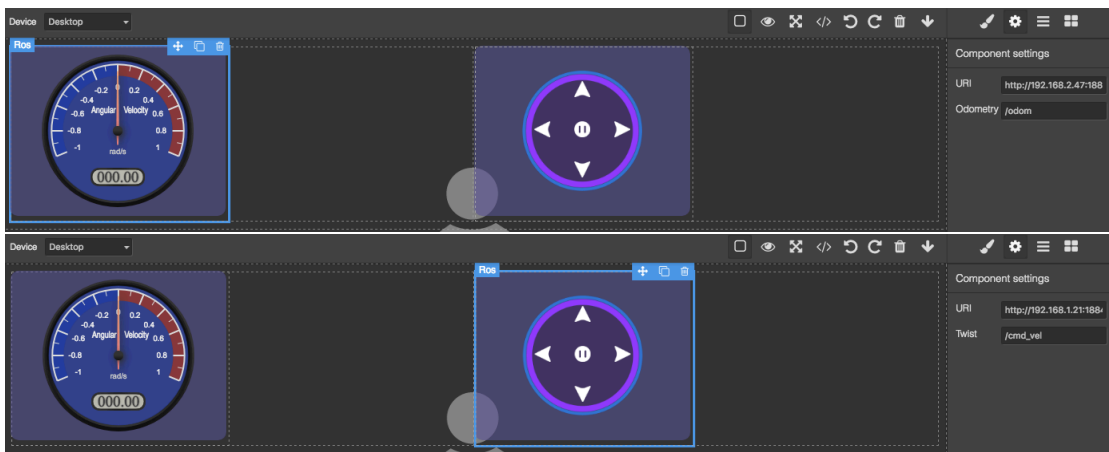 Device Desktop
Ros
Component settings
URI http://192.168.2.47:188
Odometry /odom
-0.2 0 0.2
-0.4 0.4
-0.6 Angular Velocity 0.6
-0.8 0.8
-1 rad/s 1
000.00
Device Desktop
Ros
Component settings
URI http://192.168.1.21:1884
Twist /cmd_vel
-0.2 0 0.2
-0.4 0.4
-0.6 Angular Velocity 0.6
-0.8 0.8
-1 rad/s 1
000.00